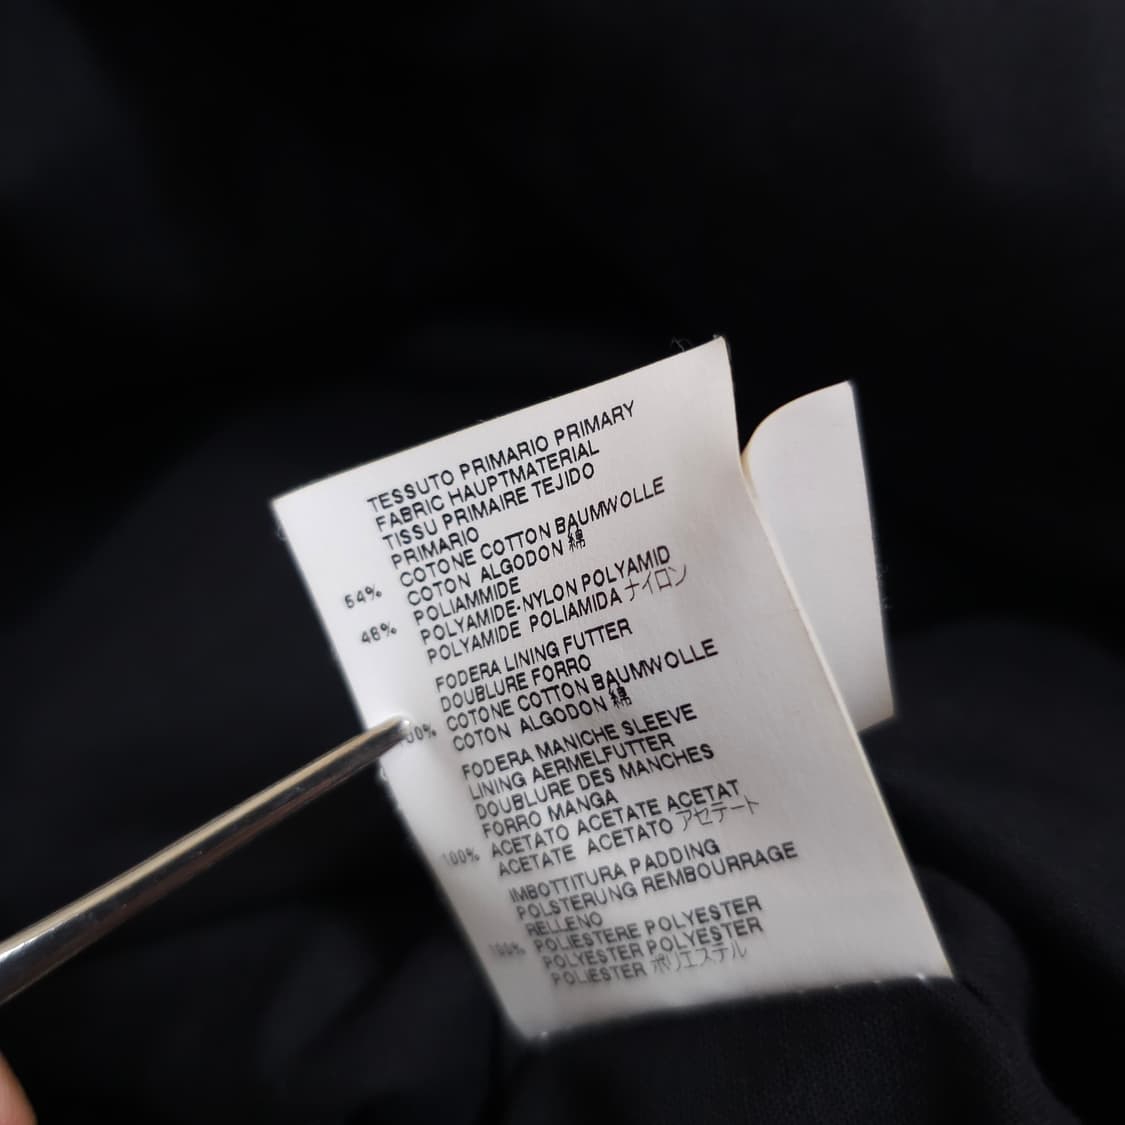 TESSUTO PRIMARIO PRIMARY
FABRIC HAUPTMATERIAL
TISSU PRIMAIRE TEJIDO
PRIMARIO
COTONE COTTON BAUMWOLLE
54% COTON ALGODON 綿
POLIAMMIDE
46% POLYAMIDE-NYLON POLYAMID
POLYAMIDE POLIAMIDA ナイロン
FODERA LINING FUTTER
DOUBLURE FORRO
COTONE COTTON BAUMWOLLE
100% COTON ALGODON 綿
FODERA MANICHE SLEEVE
LINING AERMELFUTTER
DOUBLURE DES MANCHES
FORRO MANGA
ACETATO ACETATE ACETAT
100% ACETATE ACETATO アセテート
IMBOTTITURA PADDING
POLSTERUNG REMBOURRAGE
RELLENO
100% POLIESTERE POLYESTER
POLYESTER POLYESTER
POLIESTER ポリエステル